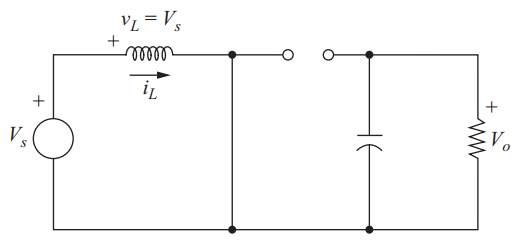 v_L = V_s
+
i_L
+
V_s
+
V_o